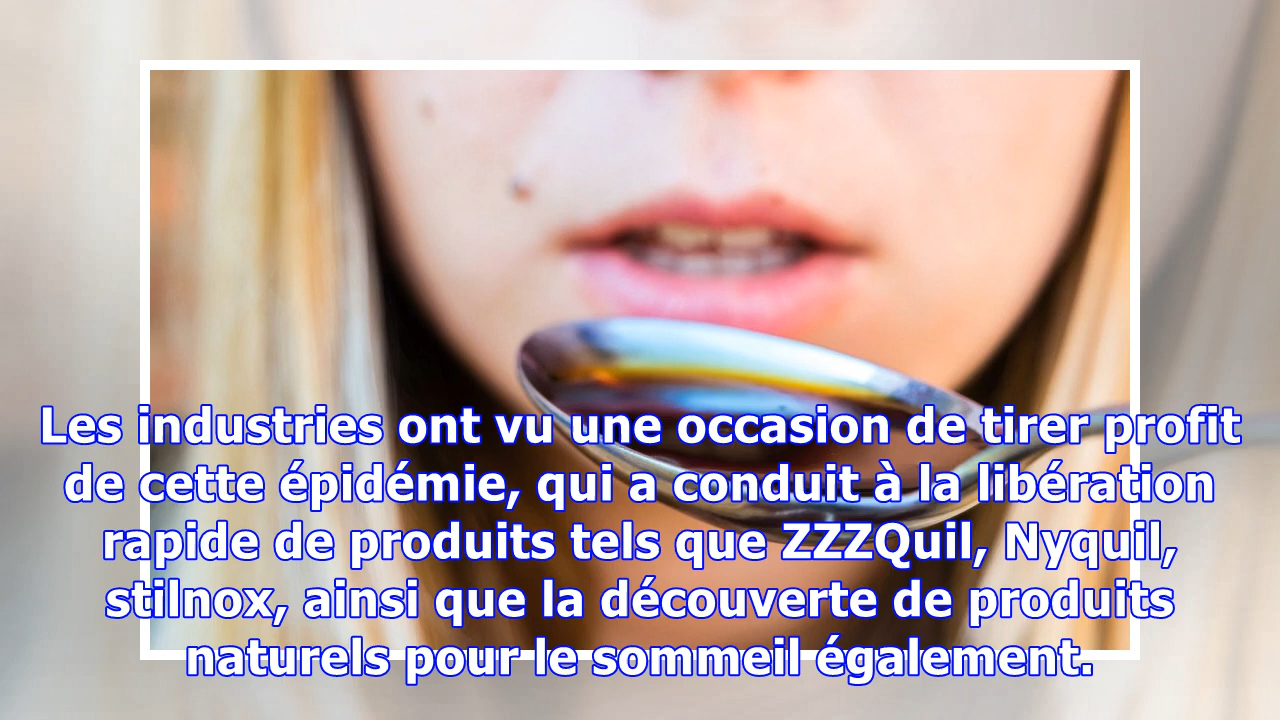 Les industries ont vu une occasion de tirer profit
de cette épidémie, qui a conduit à la libération
rapide de produits tels que ZZZQuil, Nyquil,
stilnox, ainsi que la découverte de produits
naturels pour le sommeil également.